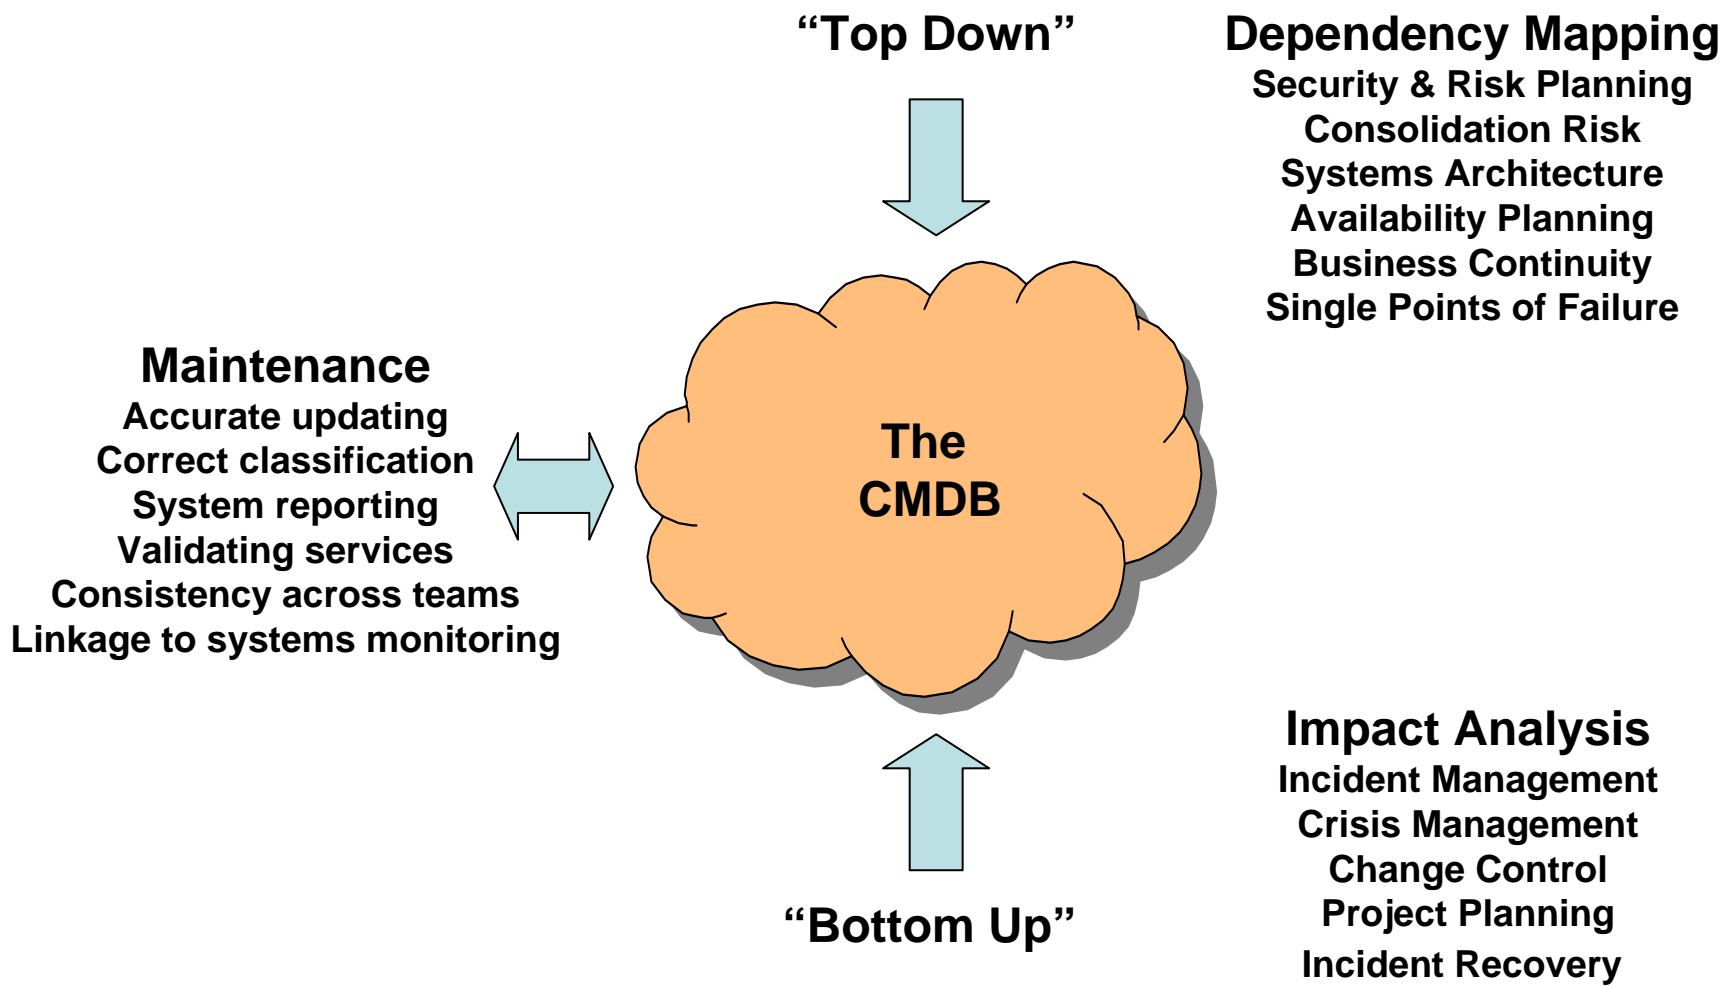 “Top Down”
Dependency Mapping
Security & Risk Planning
Consolidation Risk
Systems Architecture
Availability Planning
Business Continuity
Single Points of Failure
Maintenance
Accurate updating
Correct classification
System reporting
Validating services
Consistency across teams
Linkage to systems monitoring
The
CMDB
Impact Analysis
Incident Management
Crisis Management
Change Control
Project Planning
Incident Recovery
“Bottom Up”